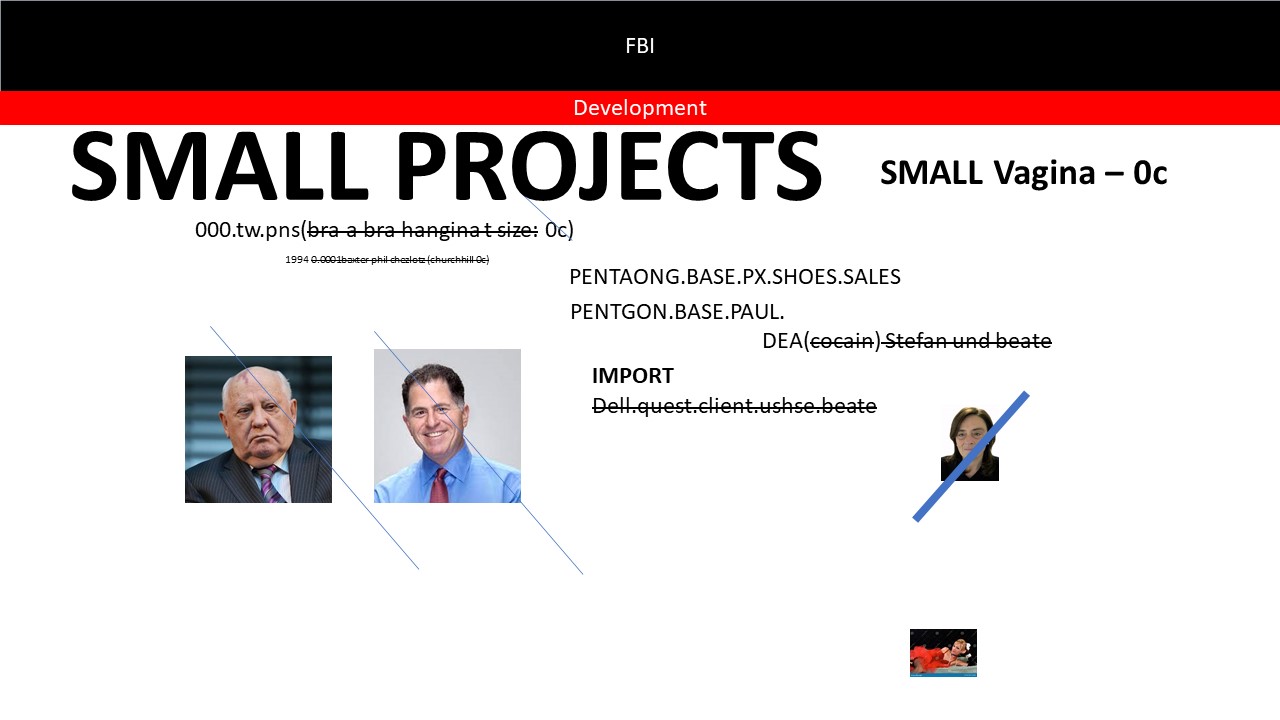 FBI
Development
SMALL PROJECTS
SMALL Vagina – 0c
000.tw.pns(bra a bra hangina t size: 0c)
1994 0.0001baxter phil chezlotz (churchhill 0c)
PENTAONG.BASE.PX.SHOES.SALES
PENTGON.BASE.PAUL.
DEA(cocain) Stefan und beate
IMPORT
Dell.quest.client.ushse.beate